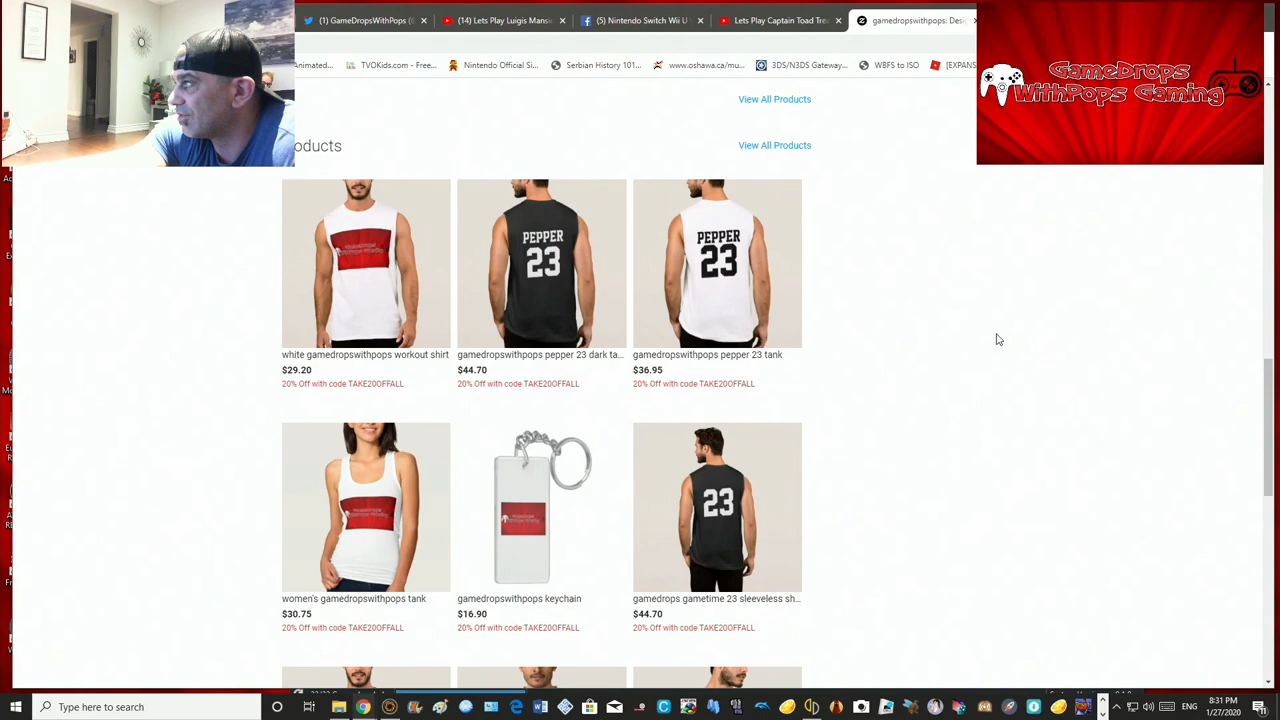 (1) GameDropsWithPops (
(14) Lets Play Luigis Mansi
(5) Nintendo Switch Wii U
Lets Play Captain Toad Trea
gamedropswithpops: Desi
Animated...
TVOKids.com - Free...
Nintendo Official Si...
Serbian History 101...
www.oshawa.ca/mu...
3DS/N3DS Gateway...
WBFS to ISO
[EXPANS
GameDrops
WithPops Gaming
View All Products
oducts
View All Products
PEPPER
23
PEPPER
23
white gamedropswithpops workout shirt
gamedropswithpops pepper 23 dark ta...
gamedropswithpops pepper 23 tank
$29.20
$44.70
$36.95
20% Off with code TAKE20OFFALL
20% Off with code TAKE20OFFALL
20% Off with code TAKE20OFFALL
23
women's gamedropswithpops tank
gamedropswithpops keychain
gamedrops gametime 23 sleeveless sh...
$30.75
$16.90
$44.70
20% Off with code TAKE20OFFALL
20% Off with code TAKE20OFFALL
20% Off with code TAKE20OFFALL
Type here to search
ENG
8:31 PM
1/27/2020